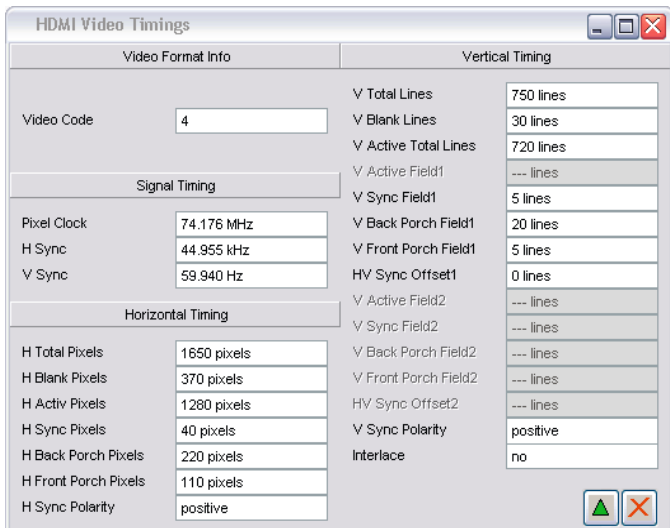 HDMI Video Timings
Video Format Info
Video Code 4
Signal Timing
Pixel Clock 74.176 MHz
H Sync 44.955 kHz
V Sync 59.940 Hz
Horizontal Timing
H Total Pixels 1650 pixels
H Blank Pixels 370 pixels
H Activ Pixels 1280 pixels
H Sync Pixels 40 pixels
H Back Porch Pixels 220 pixels
H Front Porch Pixels 110 pixels
H Sync Polarity positive
Vertical Timing
V Total Lines 750 lines
V Blank Lines 30 lines
V Active Total Lines 720 lines
V Active Field1 --- lines
V Sync Field1 5 lines
V Back Porch Field1 20 lines
V Front Porch Field1 5 lines
HV Sync Offset1 0 lines
V Active Field2 --- lines
V Sync Field2 --- lines
V Back Porch Field2 --- lines
V Front Porch Field2 --- lines
HV Sync Offset2 --- lines
V Sync Polarity positive
Interlace no